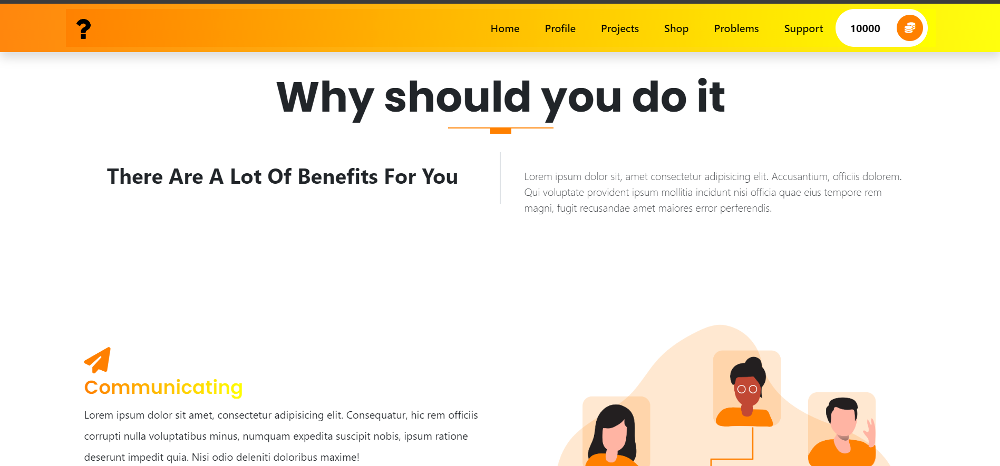 ?
Home Profile Projects Shop Problems Support 10000
Why should you do it
There Are A Lot Of Benefits For You
Lorem ipsum dolor sit, amet consectetur adipisicing elit. Accusantium, officiis dolorem.
Qui voluptate provident ipsum mollitia incidunt nisi officia quae eius tempore rem
magni, fugit recusandae amet maiores error perferendis.
Communicating
Lorem ipsum dolor sit amet, consectetur adipisicing elit. Consequatur, hic rem officiis
corrupti nulla voluptatibus minus, numquam expedita suscipit nobis, ipsum ratione
deserunt impedit quia. Nisi odio deleniti doloribus maxime!